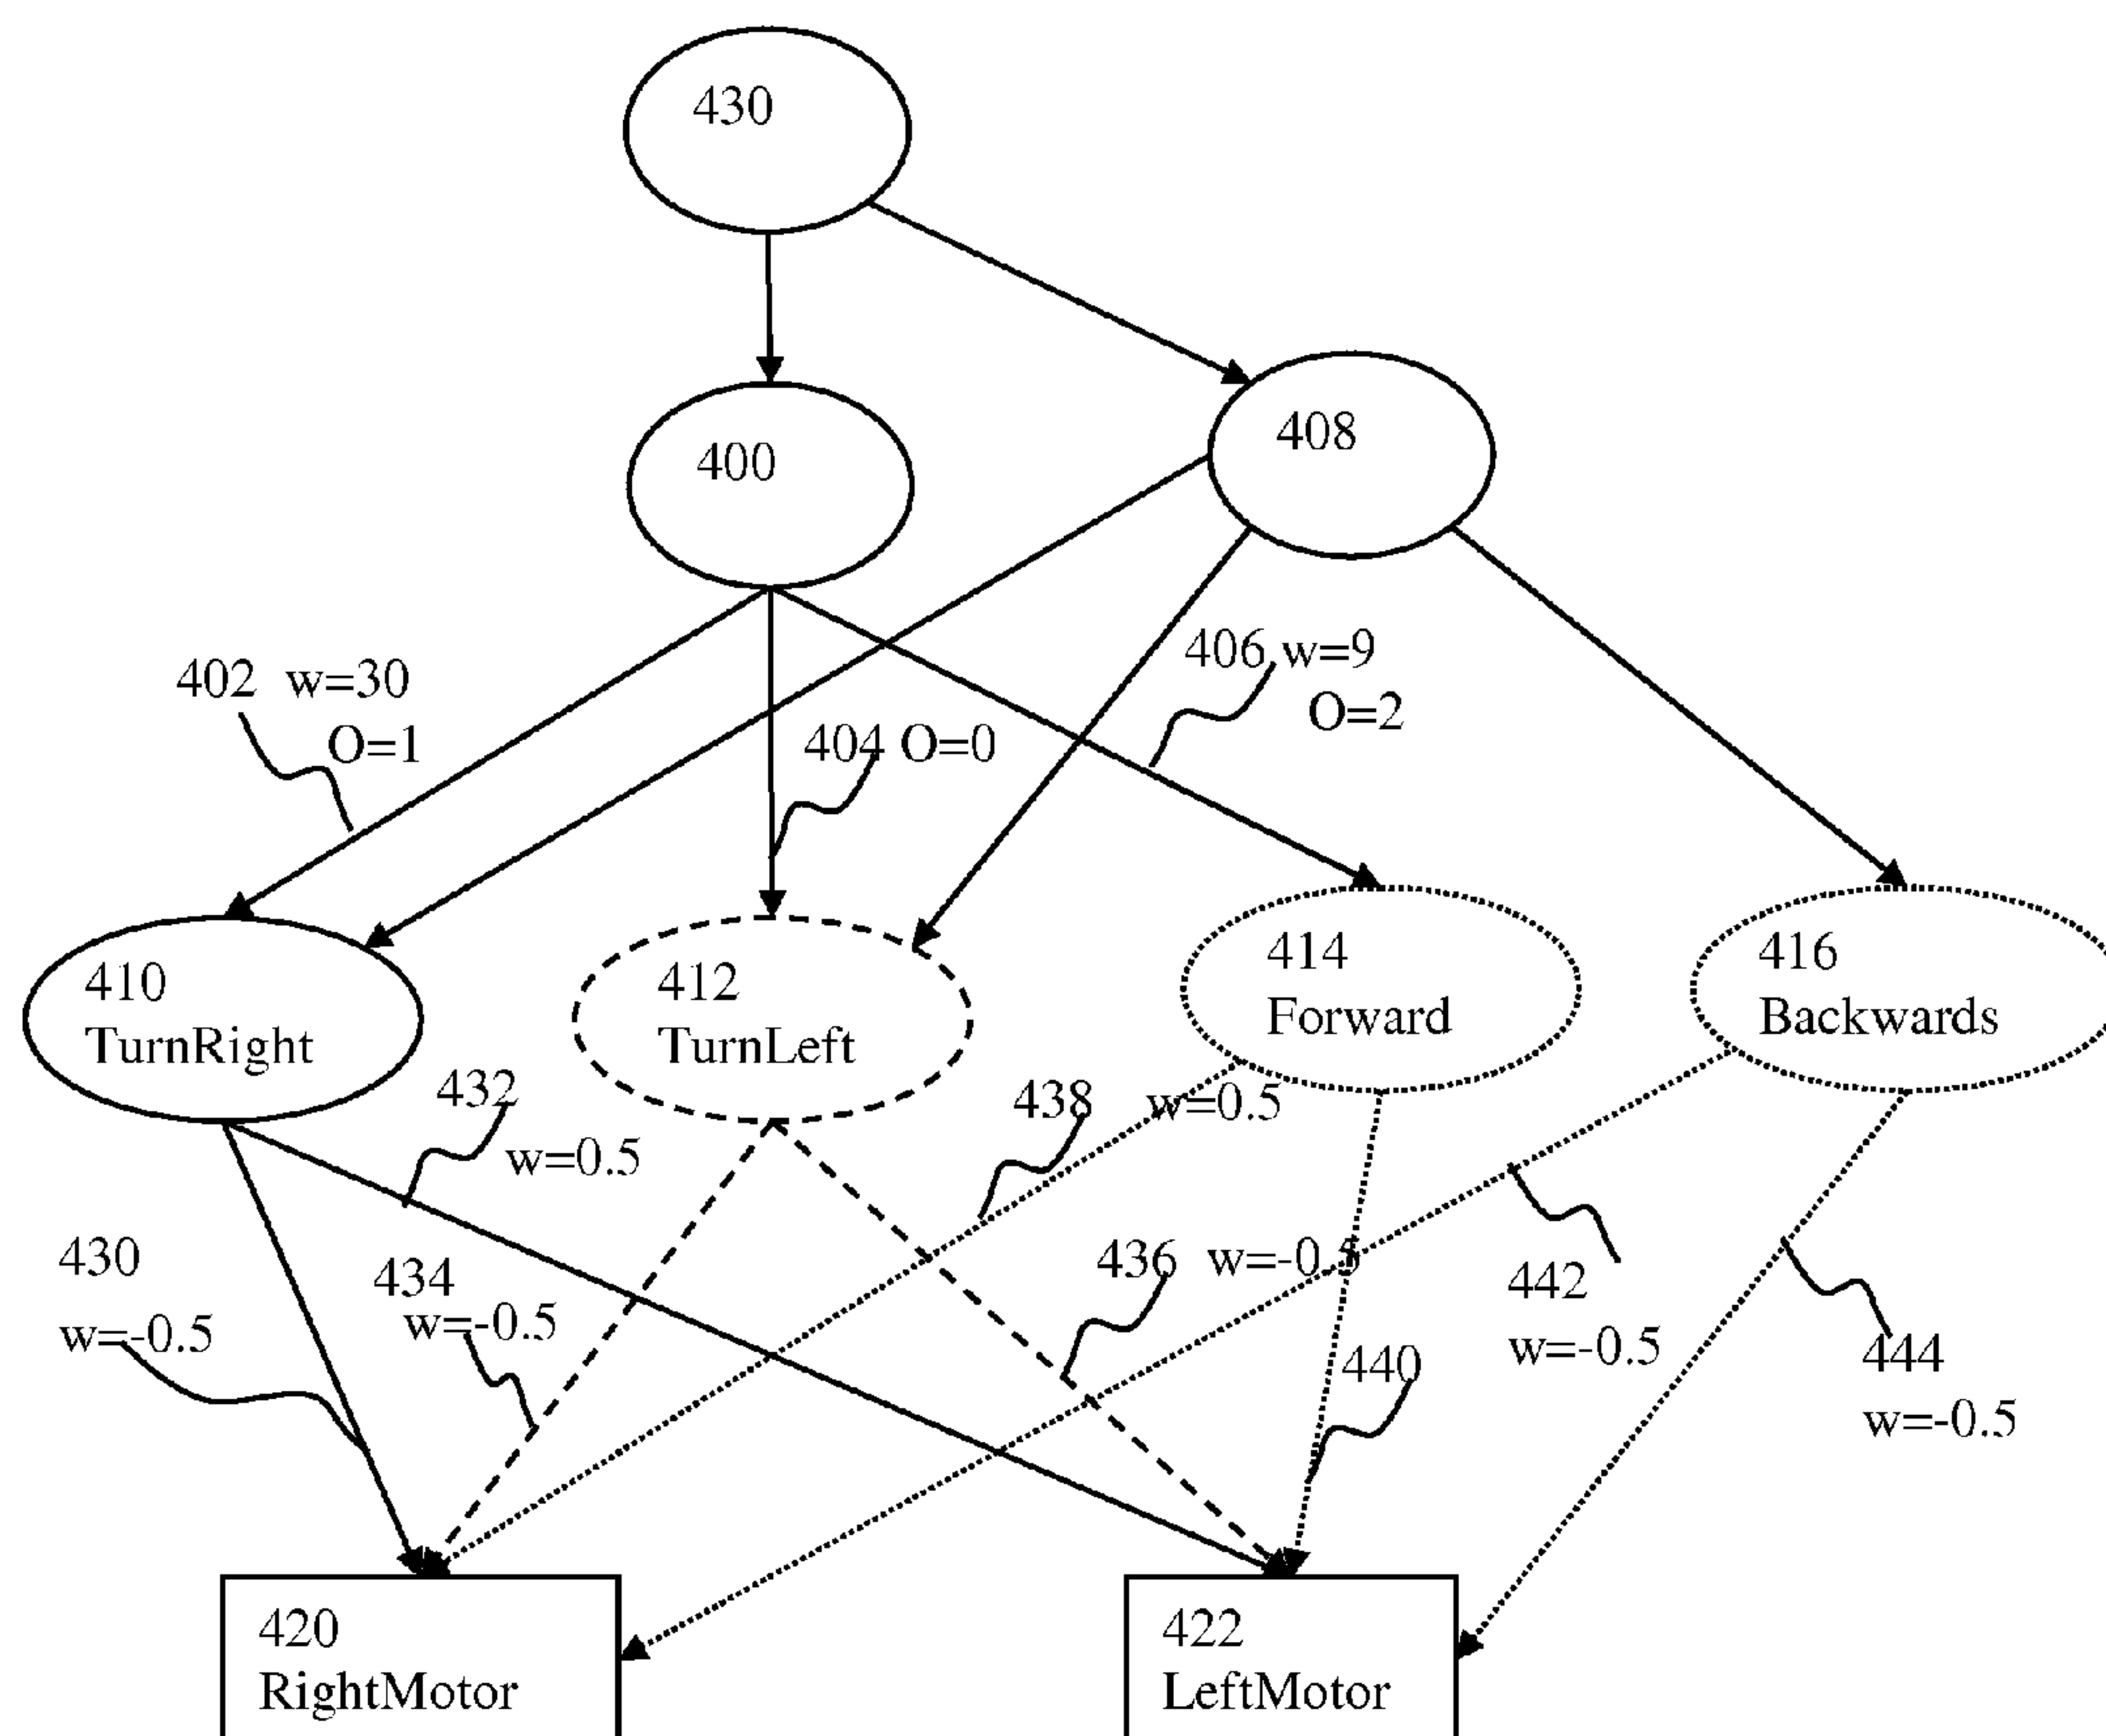 430
400
408
402 w=30
O=1
404 O=0
406 w=9
O=2
410
TurnRight
412
TurnLeft
414
Forward
416
Backwards
432
w=0.5
438 w=0.5
430
w=-0.5
434
w=-0.5
436 w=-0.5
440
442
w=-0.5
444
w=-0.5
420
RightMotor
422
LeftMotor